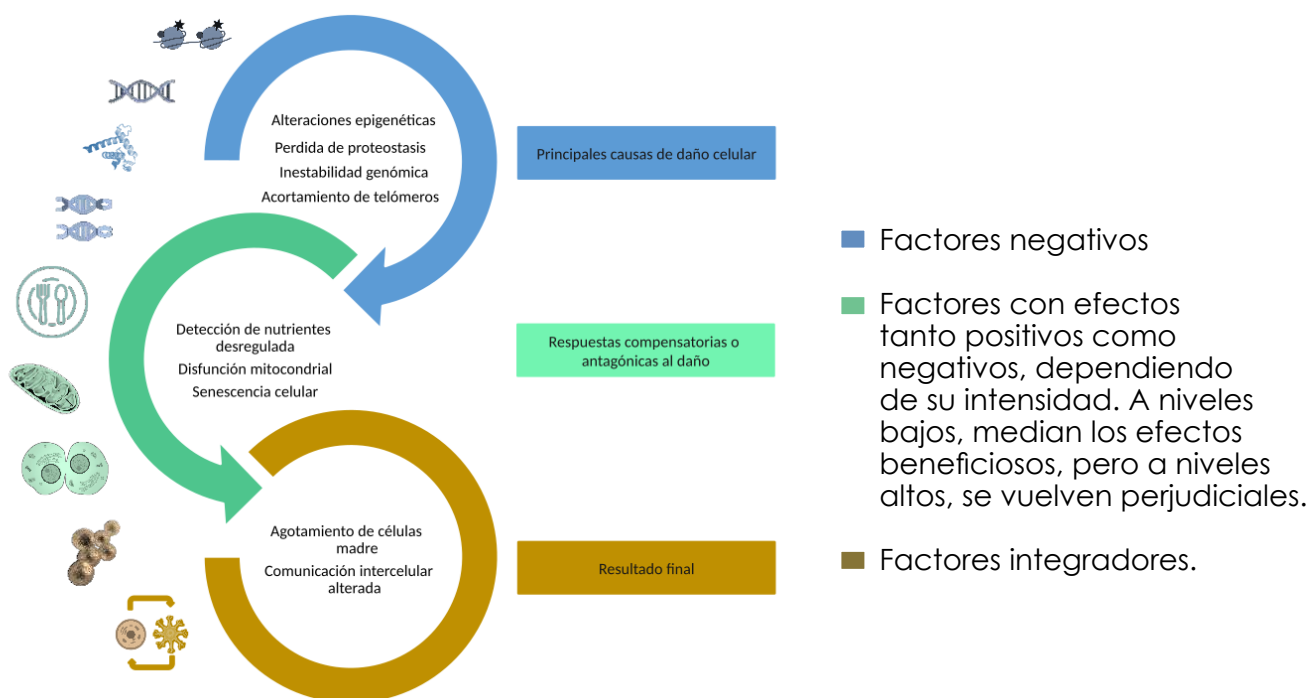 Alteraciones epigenéticas
Perdida de proteostasis
Inestabilidad genómica
Acortamiento de telómeros
Principales causas de daño celular
Detección de nutrientes
desregulada
Disfunción mitocondrial
Senescencia celular
Respuestas compensatorias o
antagónicas al daño
Agotamiento de células
madre
Comunicación intercelular
alterada
Resultado final
Factores negativos
Factores con efectos
tanto positivos como
negativos, dependiendo
de su intensidad. A niveles
bajos, median los efectos
beneficiosos, pero a niveles
altos, se vuelven perjudiciales.
Factores integradores.